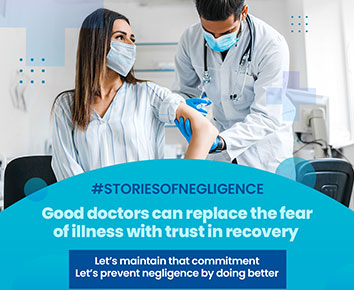 #STORIESOFNEGLIGENCE
Good doctors can replace the fear
of illness with trust in recovery
Let's maintain that commitment
Let's prevent negligence by doing better